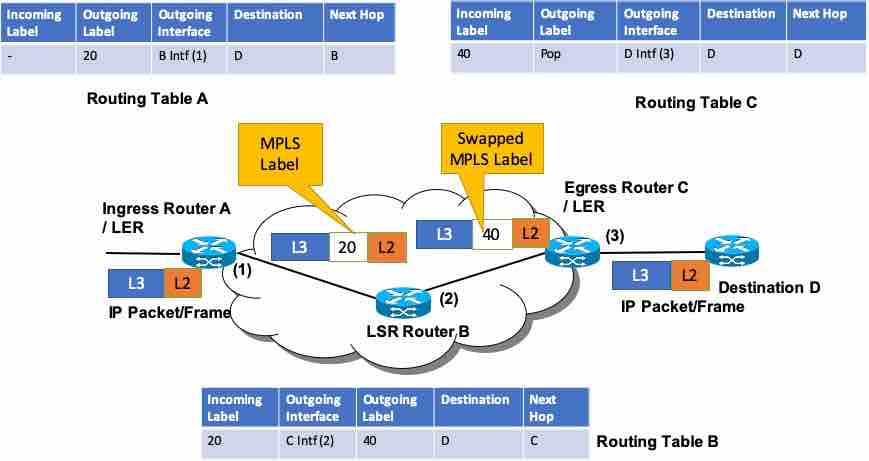 Incoming Label Outgoing Label Outgoing Interface Destination Next Hop
- 20 B Intf (1) D B
Routing Table A
Incoming Label Outgoing Label Outgoing Interface Destination Next Hop
40 Pop D Intf (3) D D
Routing Table C
MPLS
Label
Swapped
MPLS Label
Ingress Router A
/ LER
Egress Router C
/ LER
L3 20 L2
L3 40 L2
(1)
(2)
(3)
L3 L2
IP Packet/Frame
LSR Router B
L3 L2
IP Packet/Frame
Destination D
Incoming Label Outgoing Interface Outgoing Label Destination Next Hop
20 C Intf (2) 40 D C
Routing Table B